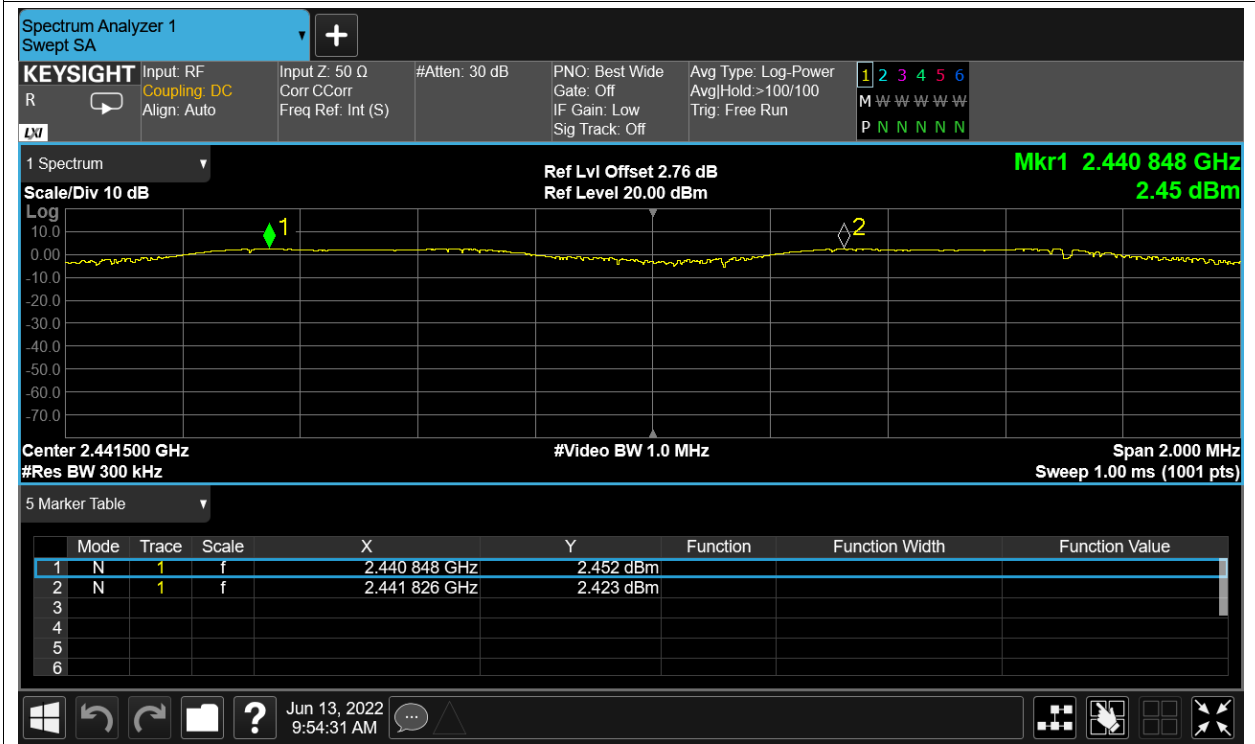 Spectrum Analyzer 1
Swept SA
+
KEYSIGHT
R
LXI
Input: RF
Coupling: DC
Align: Auto
Input Z: 50 Ω
Corr CCorr
Freq Ref: Int (S)
#Atten: 30 dB
PNO: Best Wide
Gate: Off
IF Gain: Low
Sig Track: Off
Avg Type: Log-Power
Avg|Hold:>100/100
Trig: Free Run
1 2 3 4 5 6
M W W W W W
P N N N N N
1 Spectrum
Scale/Div 10 dB
Ref Lvl Offset 2.76 dB
Ref Level 20.00 dBm
Mkr1 2.440 848 GHz
2.45 dBm
Log
10.0
0.00
-10.0
-20.0
-30.0
-40.0
-50.0
-60.0
-70.0
1
2
Center 2.441500 GHz
#Res BW 300 kHz
#Video BW 1.0 MHz
Span 2.000 MHz
Sweep 1.00 ms (1001 pts)
5 Marker Table
Mode Trace Scale X Y Function Function Width Function Value
1 N 1 f 2.440 848 GHz 2.452 dBm
2 N 1 f 2.441 826 GHz 2.423 dBm
3
4
5
6
?
Jun 13, 2022
9:54:31 AM